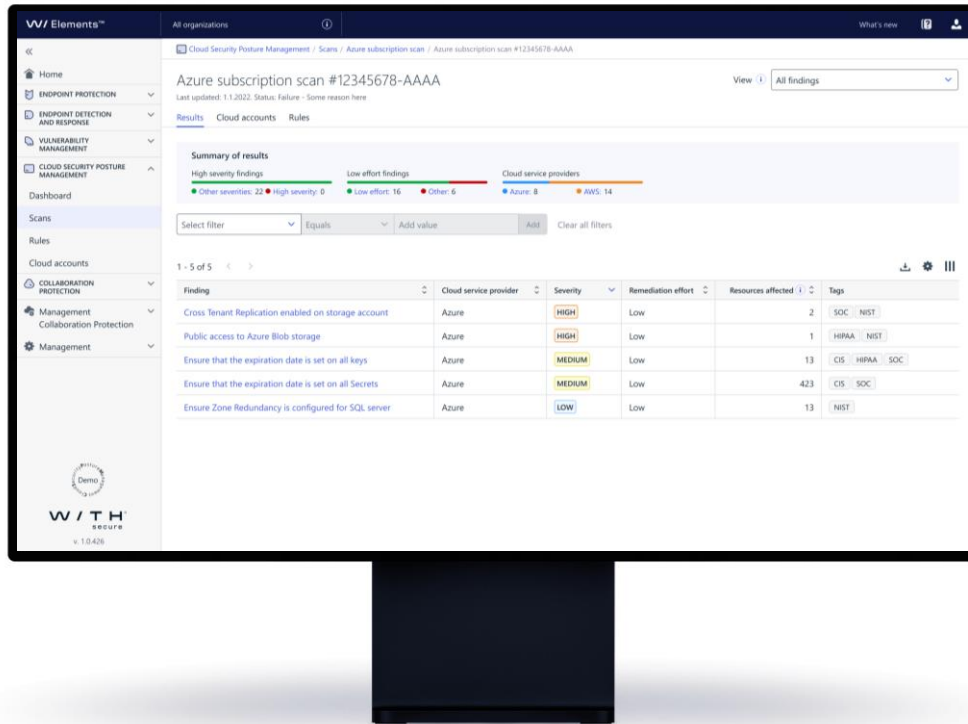 W/ Elements™
All organizations
What's new
Home
ENDPOINT PROTECTION
ENDPOINT DETECTION
AND RESPONSE
VULNERABILITY
MANAGEMENT
CLOUD SECURITY POSTURE
MANAGEMENT
Dashboard
Scans
Rules
Cloud accounts
COLLABORATION
PROTECTION
Management
Collaboration Protection
Management
Demo
W / T H
secure
v. 1.0.426
Cloud Security Posture Management / Scans / Azure subscription scan / Azure subscription scan #12345678-AAAA
Azure subscription scan #12345678-AAAA
View All findings
Last updated: 1.1.2022. Status: Failure - Some reason here
Results Cloud accounts Rules
Summary of results
High severity findings Low effort findings Cloud service providers
Other severities: 22 High severity: 0 Low effort: 16 Other: 6 Azure: 8 AWS: 14
Select filter Equals Add value Add Clear all filters
1 - 5 of 5
Finding Cloud service provider Severity Remediation effort Resources affected Tags
Cross Tenant Replication enabled on storage account Azure HIGH Low 2 SOC NIST
Public access to Azure Blob storage Azure HIGH Low 1 HIPAA NIST
Ensure that the expiration date is set on all keys Azure MEDIUM Low 13 CIS HIPAA SOC
Ensure that the expiration date is set on all Secrets Azure MEDIUM Low 423 CIS SOC
Ensure Zone Redundancy is configured for SQL server Azure LOW Low 13 NIST